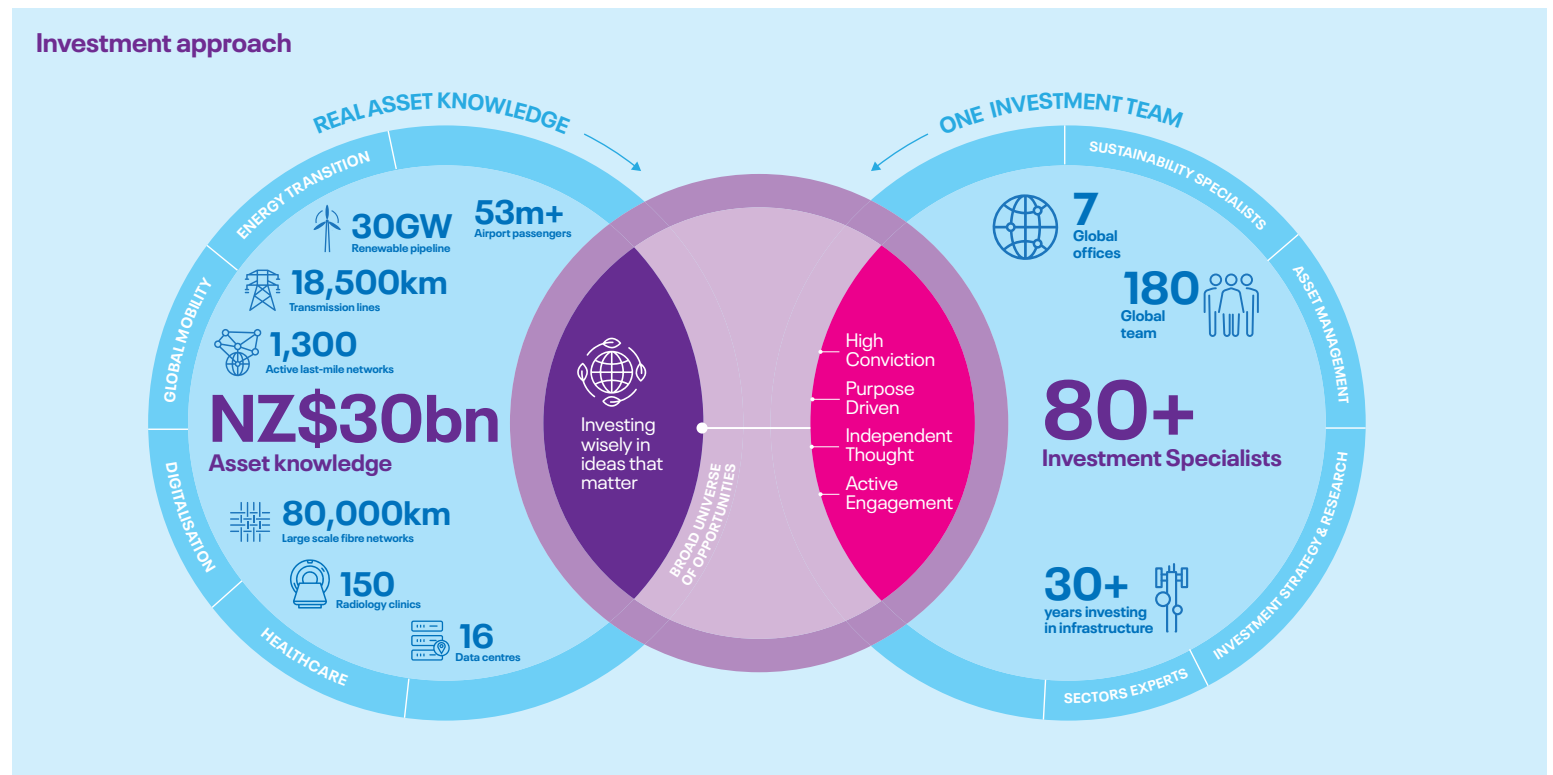 Investment approach
REAL ASSET KNOWLEDGE
ENERGY TRANSITION
GLOBAL MOBILITY
DIGITALISATION
HEALTHCARE
30GW
Renewable pipeline
53m+
Airport passengers
18,500km
Transmission lines
1,300
Active last-mile networks
NZ$30bn
Asset knowledge
80,000km
Large scale fibre networks
150
Radiology clinics
16
Data centres
Investing
wisely in
ideas that
matter
BROAD UNIVERSE
OF OPPORTUNITIES
High
Conviction
Purpose
Driven
Independent
Thought
Active
Engagement
ONE INVESTMENT TEAM
SUSTAINABILITY SPECIALISTS
ASSET MANAGEMENT
INVESTMENT STRATEGY & RESEARCH
SECTORS EXPERTS
7
Global
offices
180
Global
team
80+
Investment Specialists
30+
years investing
in infrastructure